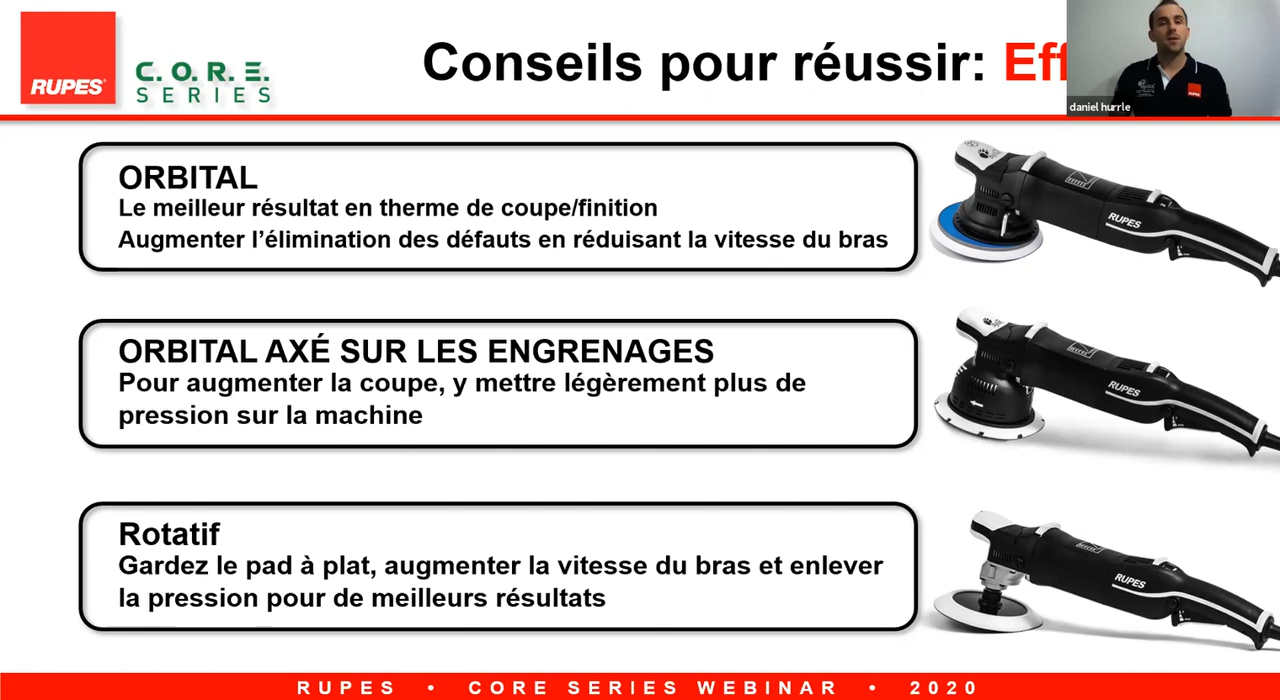 RUPES
C.O.R.E.
SERIES
Conseils pour réussir: Eff
daniel hurrle
ORBITAL
Le meilleur résultat en therme de coupe/finition
Augmenter l’élimination des défauts en réduisant la vitesse du bras
RUPES
ORBITAL AXÉ SUR LES ENGRENAGES
Pour augmenter la coupe, y mettre légèrement plus de
pression sur la machine
RUPES
Rotatif
Gardez le pad à plat, augmenter la vitesse du bras et enlever
la pression pour de meilleurs résultats
RUPES
RUPES • CORE SERIES WEBINAR • 2020